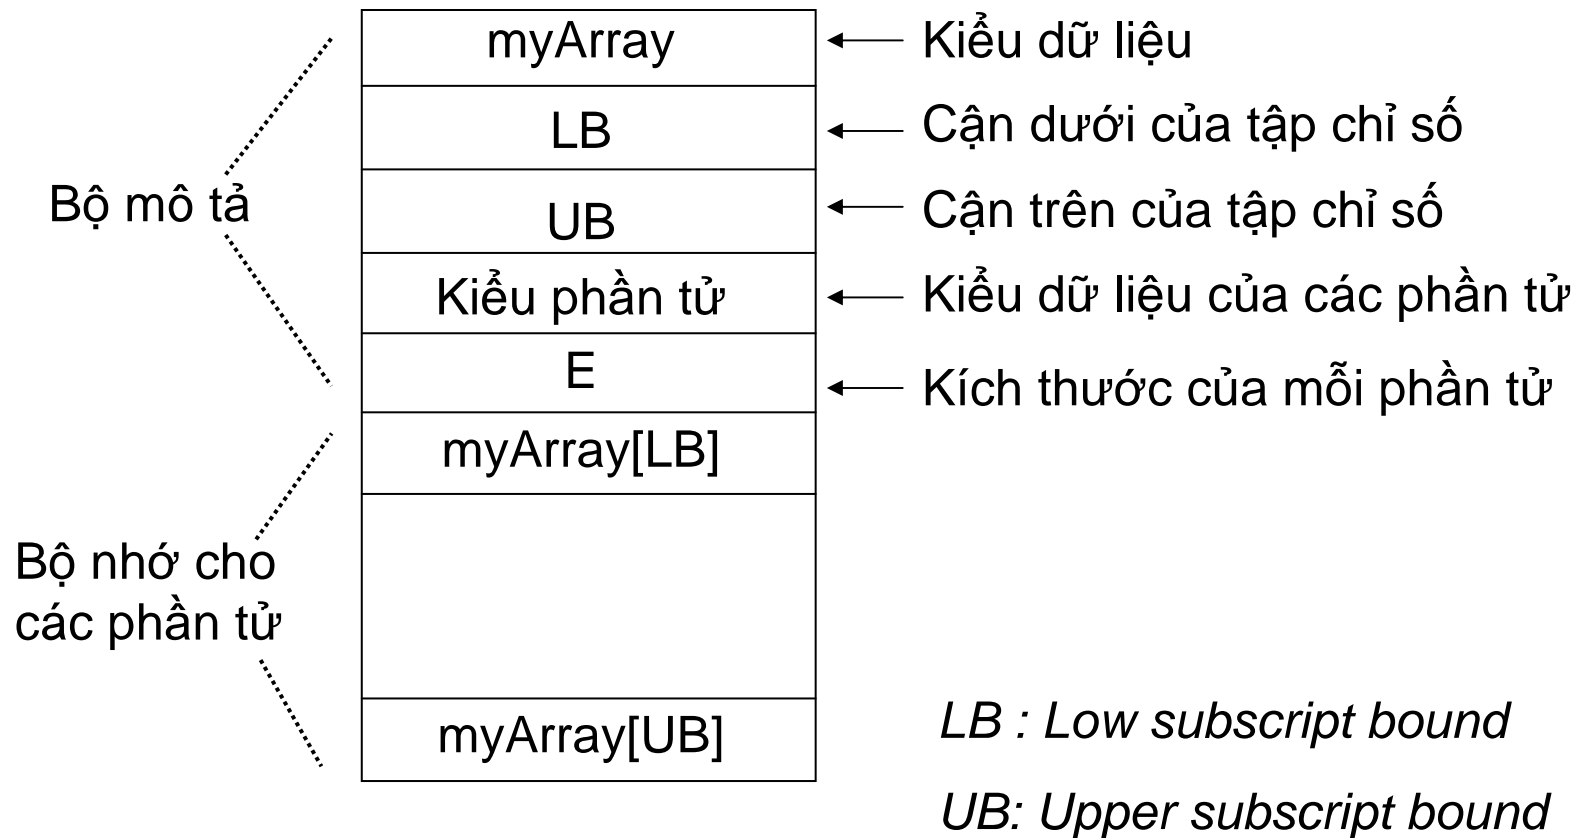 myArray
Kiểu dữ liệu
LB
Cận dưới của tập chỉ số
Bộ mô tả
UB
Cận trên của tập chỉ số
Kiểu phần tử
Kiểu dữ liệu của các phần tử
E
Kích thước của mỗi phần tử
myArray[LB]
Bộ nhớ cho
các phần tử
myArray[UB]
LB : Low subscript bound
UB: Upper subscript bound